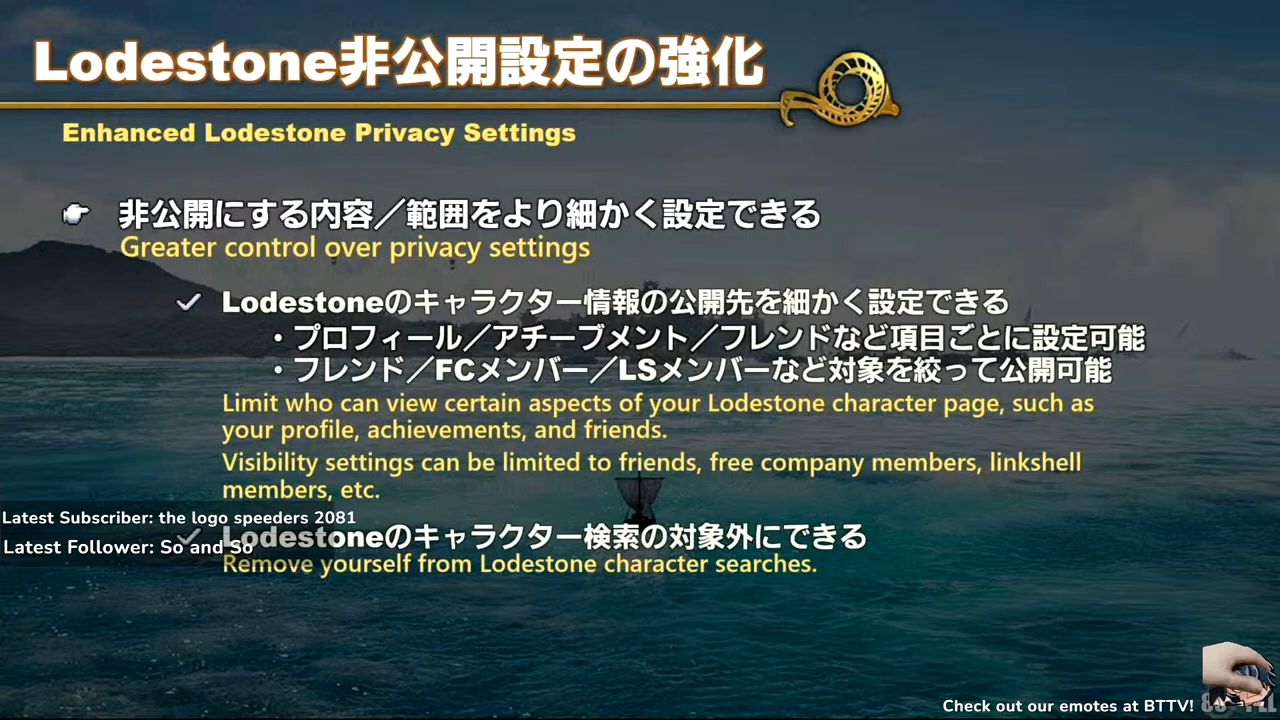 Lodestone非公開設定の強化
Enhanced Lodestone Privacy Settings
非公開にする内容／範囲をより細かく設定できる
Greater control over privacy settings
Lodestoneのキャラクター情報の公開先を細かく設定できる
・プロフィール／アチーブメント／フレンドなど項目ごとに設定可能
・フレンド／FCメンバー／LSメンバーなど対象を絞って公開可能
Limit who can view certain aspects of your Lodestone character page, such as
your profile, achievements, and friends.
Visibility settings can be limited to friends, free company members, linkshell
members, etc.
Latest Subscriber: the logo speeders 2081
Lodestoneのキャラクター検索の対象外にできる
Latest Follower: So and So
Remove yourself from Lodestone character searches.
Check out our emotes at BTTV!